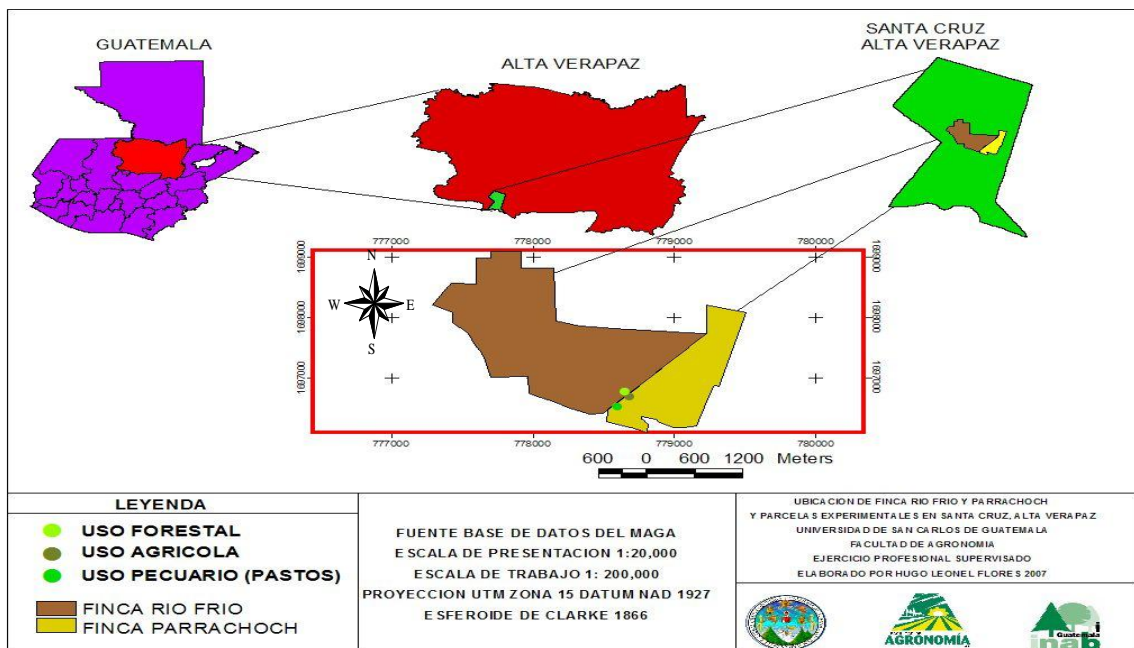 GUATEMALA
ALTA VERAPAZ
SANTA CRUZ
ALTA VERAPAZ
777000 778000 779000 780000
1699000 1699000
1698000 1698000
1697000 1697000
N
W E
S
777000 778000 779000 780000
600 0 600 1200 Meters
LEYENDA
USO FORESTAL
USO AGRICOLA
USO PECUARIO (PASTOS)
FINCA RIO FRIO
FINCA PARRACHOCH
FUENTE BASE DE DATOS DEL MAGA
ESCALA DE PRESENTACION 1:20,000
ESCALA DE TRABAJO 1: 200,000
PROYECCION UTM ZONA 15 DATUM NAD 1927
ESFEROIDE DE CLARKE 1866
UBICACION DE FINCA RIO FRIO Y PARRACHOCH
Y PARCELAS EXPERIMENTALES EN SANTA CRUZ, ALTA VERAPAZ
UNIVERSIDAD DE SAN CARLOS DE GUATEMALA
FACULTAD DE AGRONOMIA
EJERCICIO PROFESIONAL SUPERVISADO
ELABORADO POR HUGO LEONEL FLORES 2007
AGRONOMÍA
Guatemala
inab